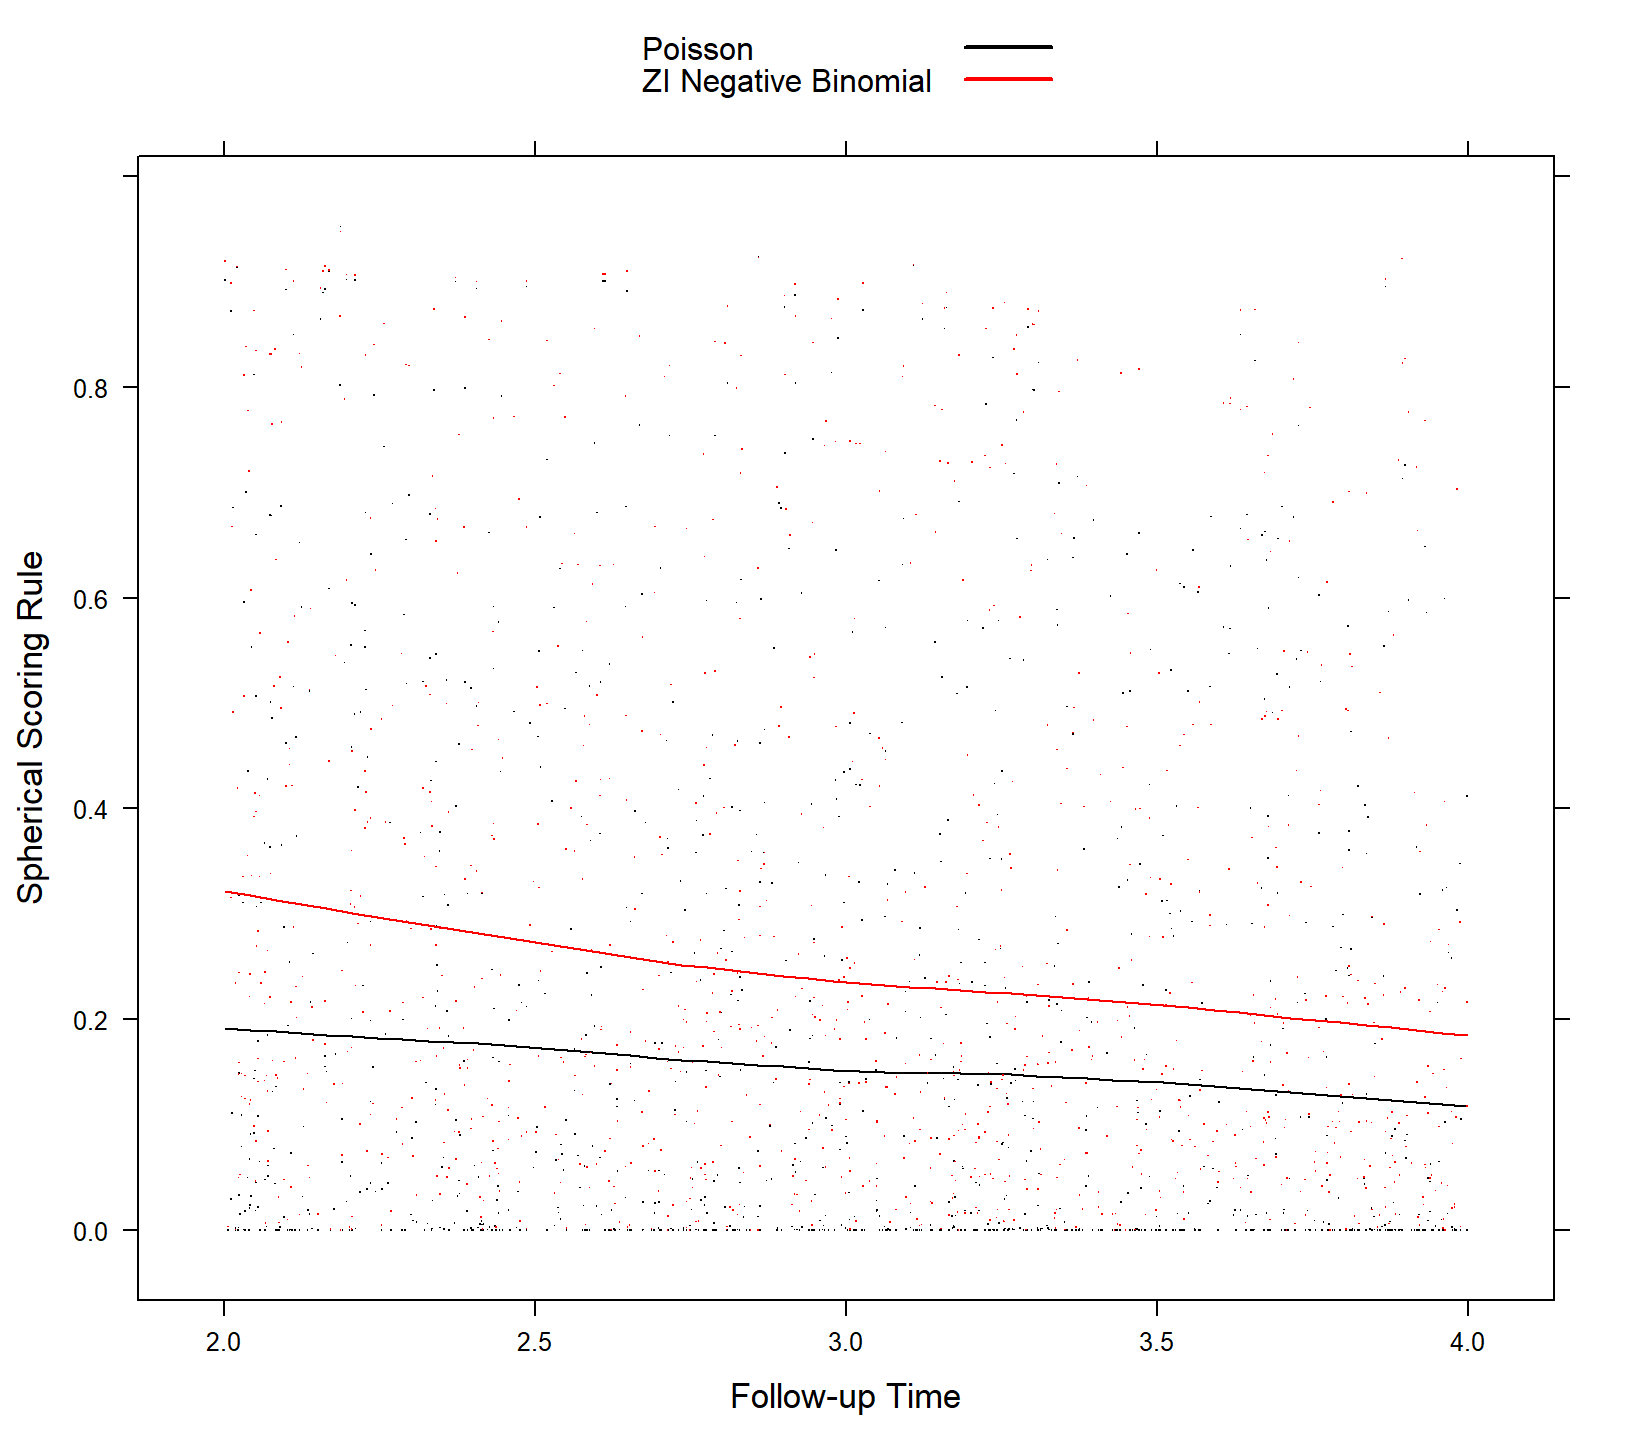 Poisson
ZI Negative Binomial
Spherical Scoring Rule
0.8
0.6
0.4
0.2
0.0
2.0 2.5 3.0 3.5 4.0
Follow-up Time